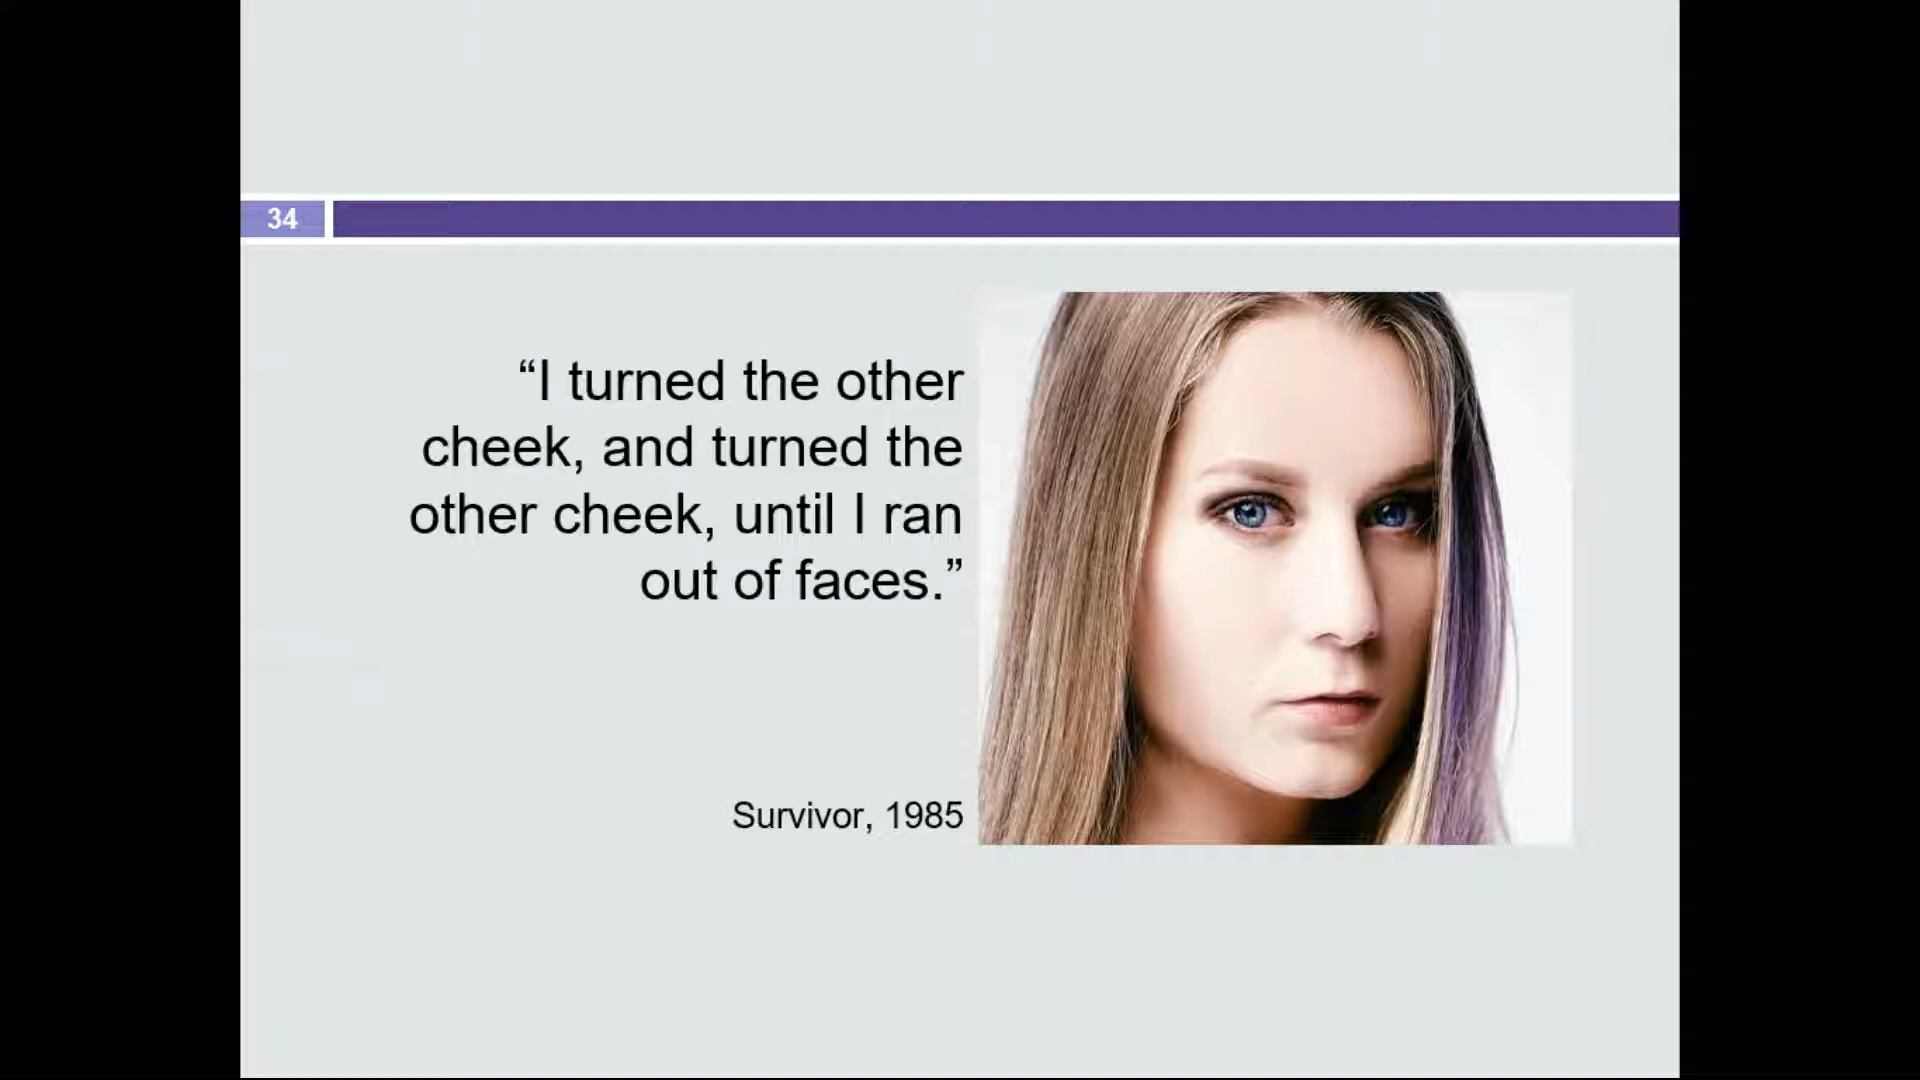 34
“I turned the other
cheek, and turned the
other cheek, until I ran
out of faces.”
Survivor, 1985